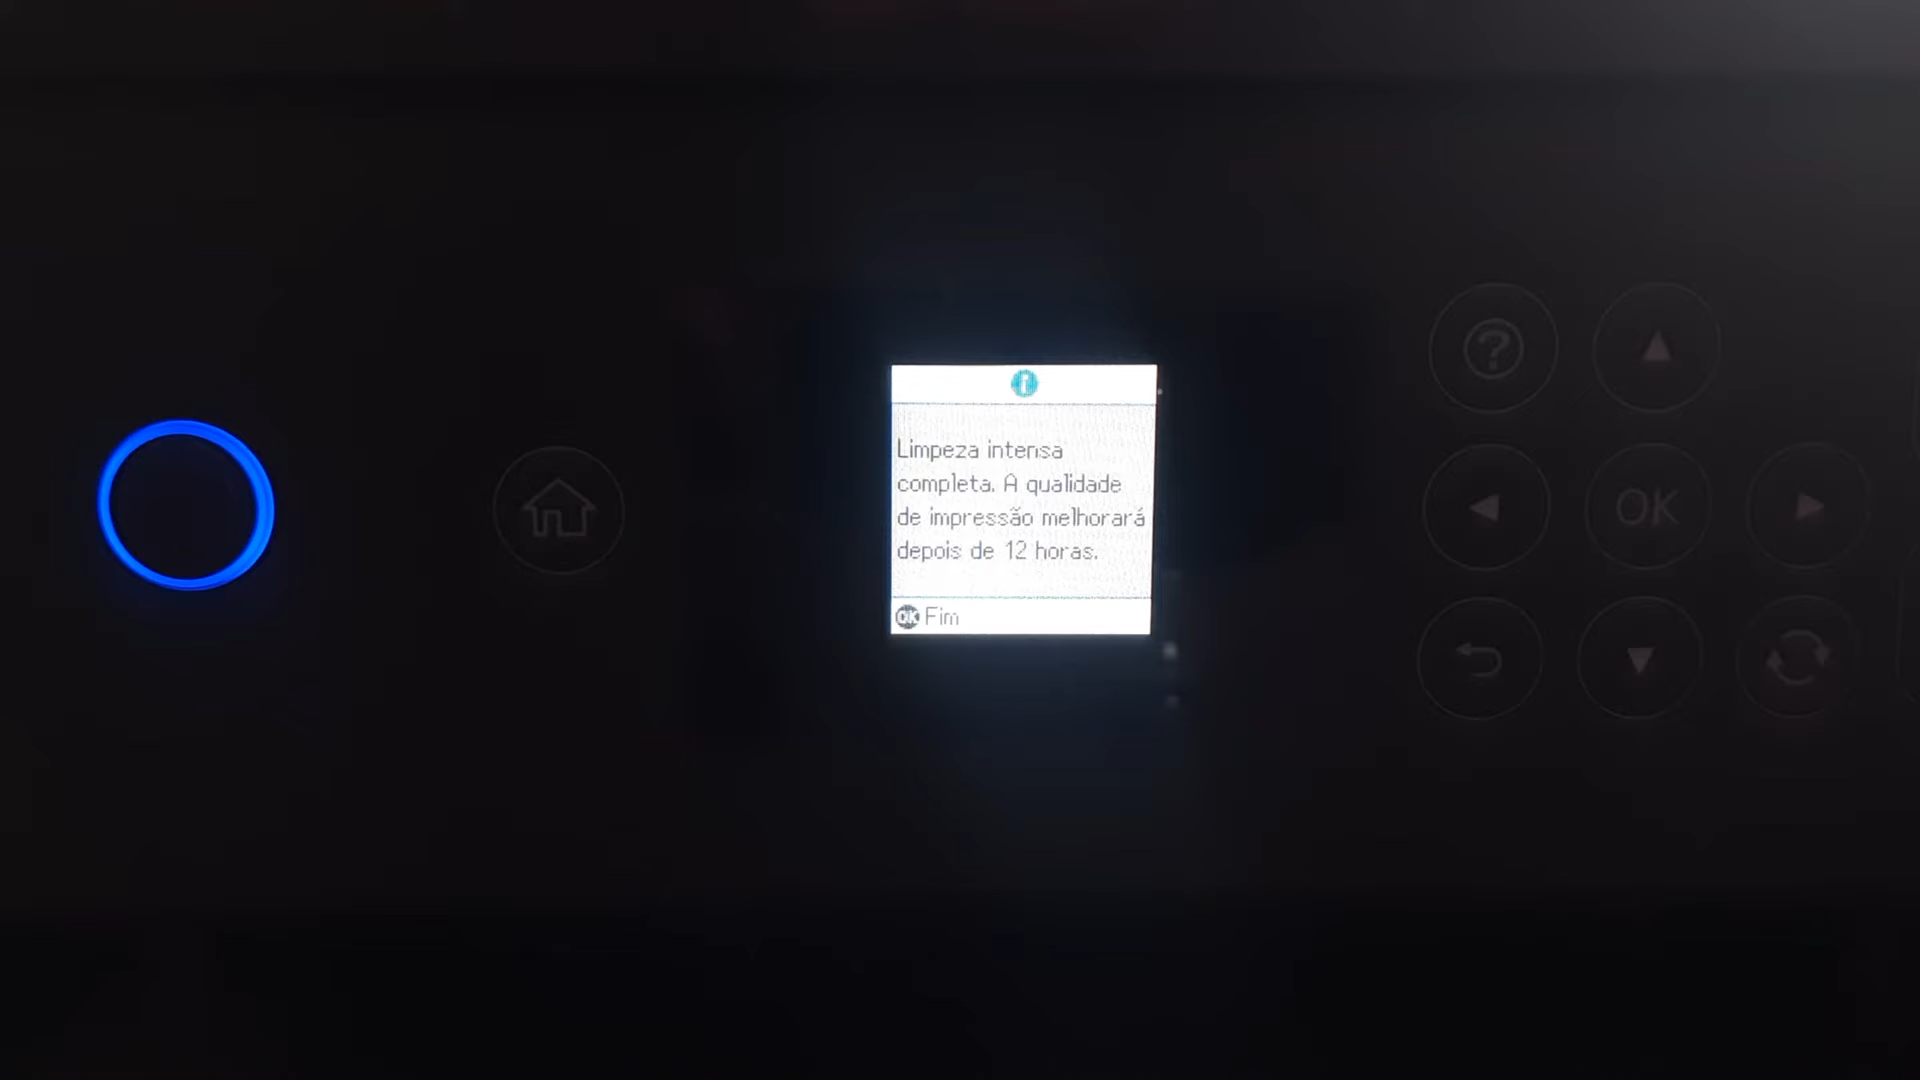 i
Limpeza intensa
completa. A qualidade
de impressão melhorará
depois de 12 horas.
OK Fim
?
OK